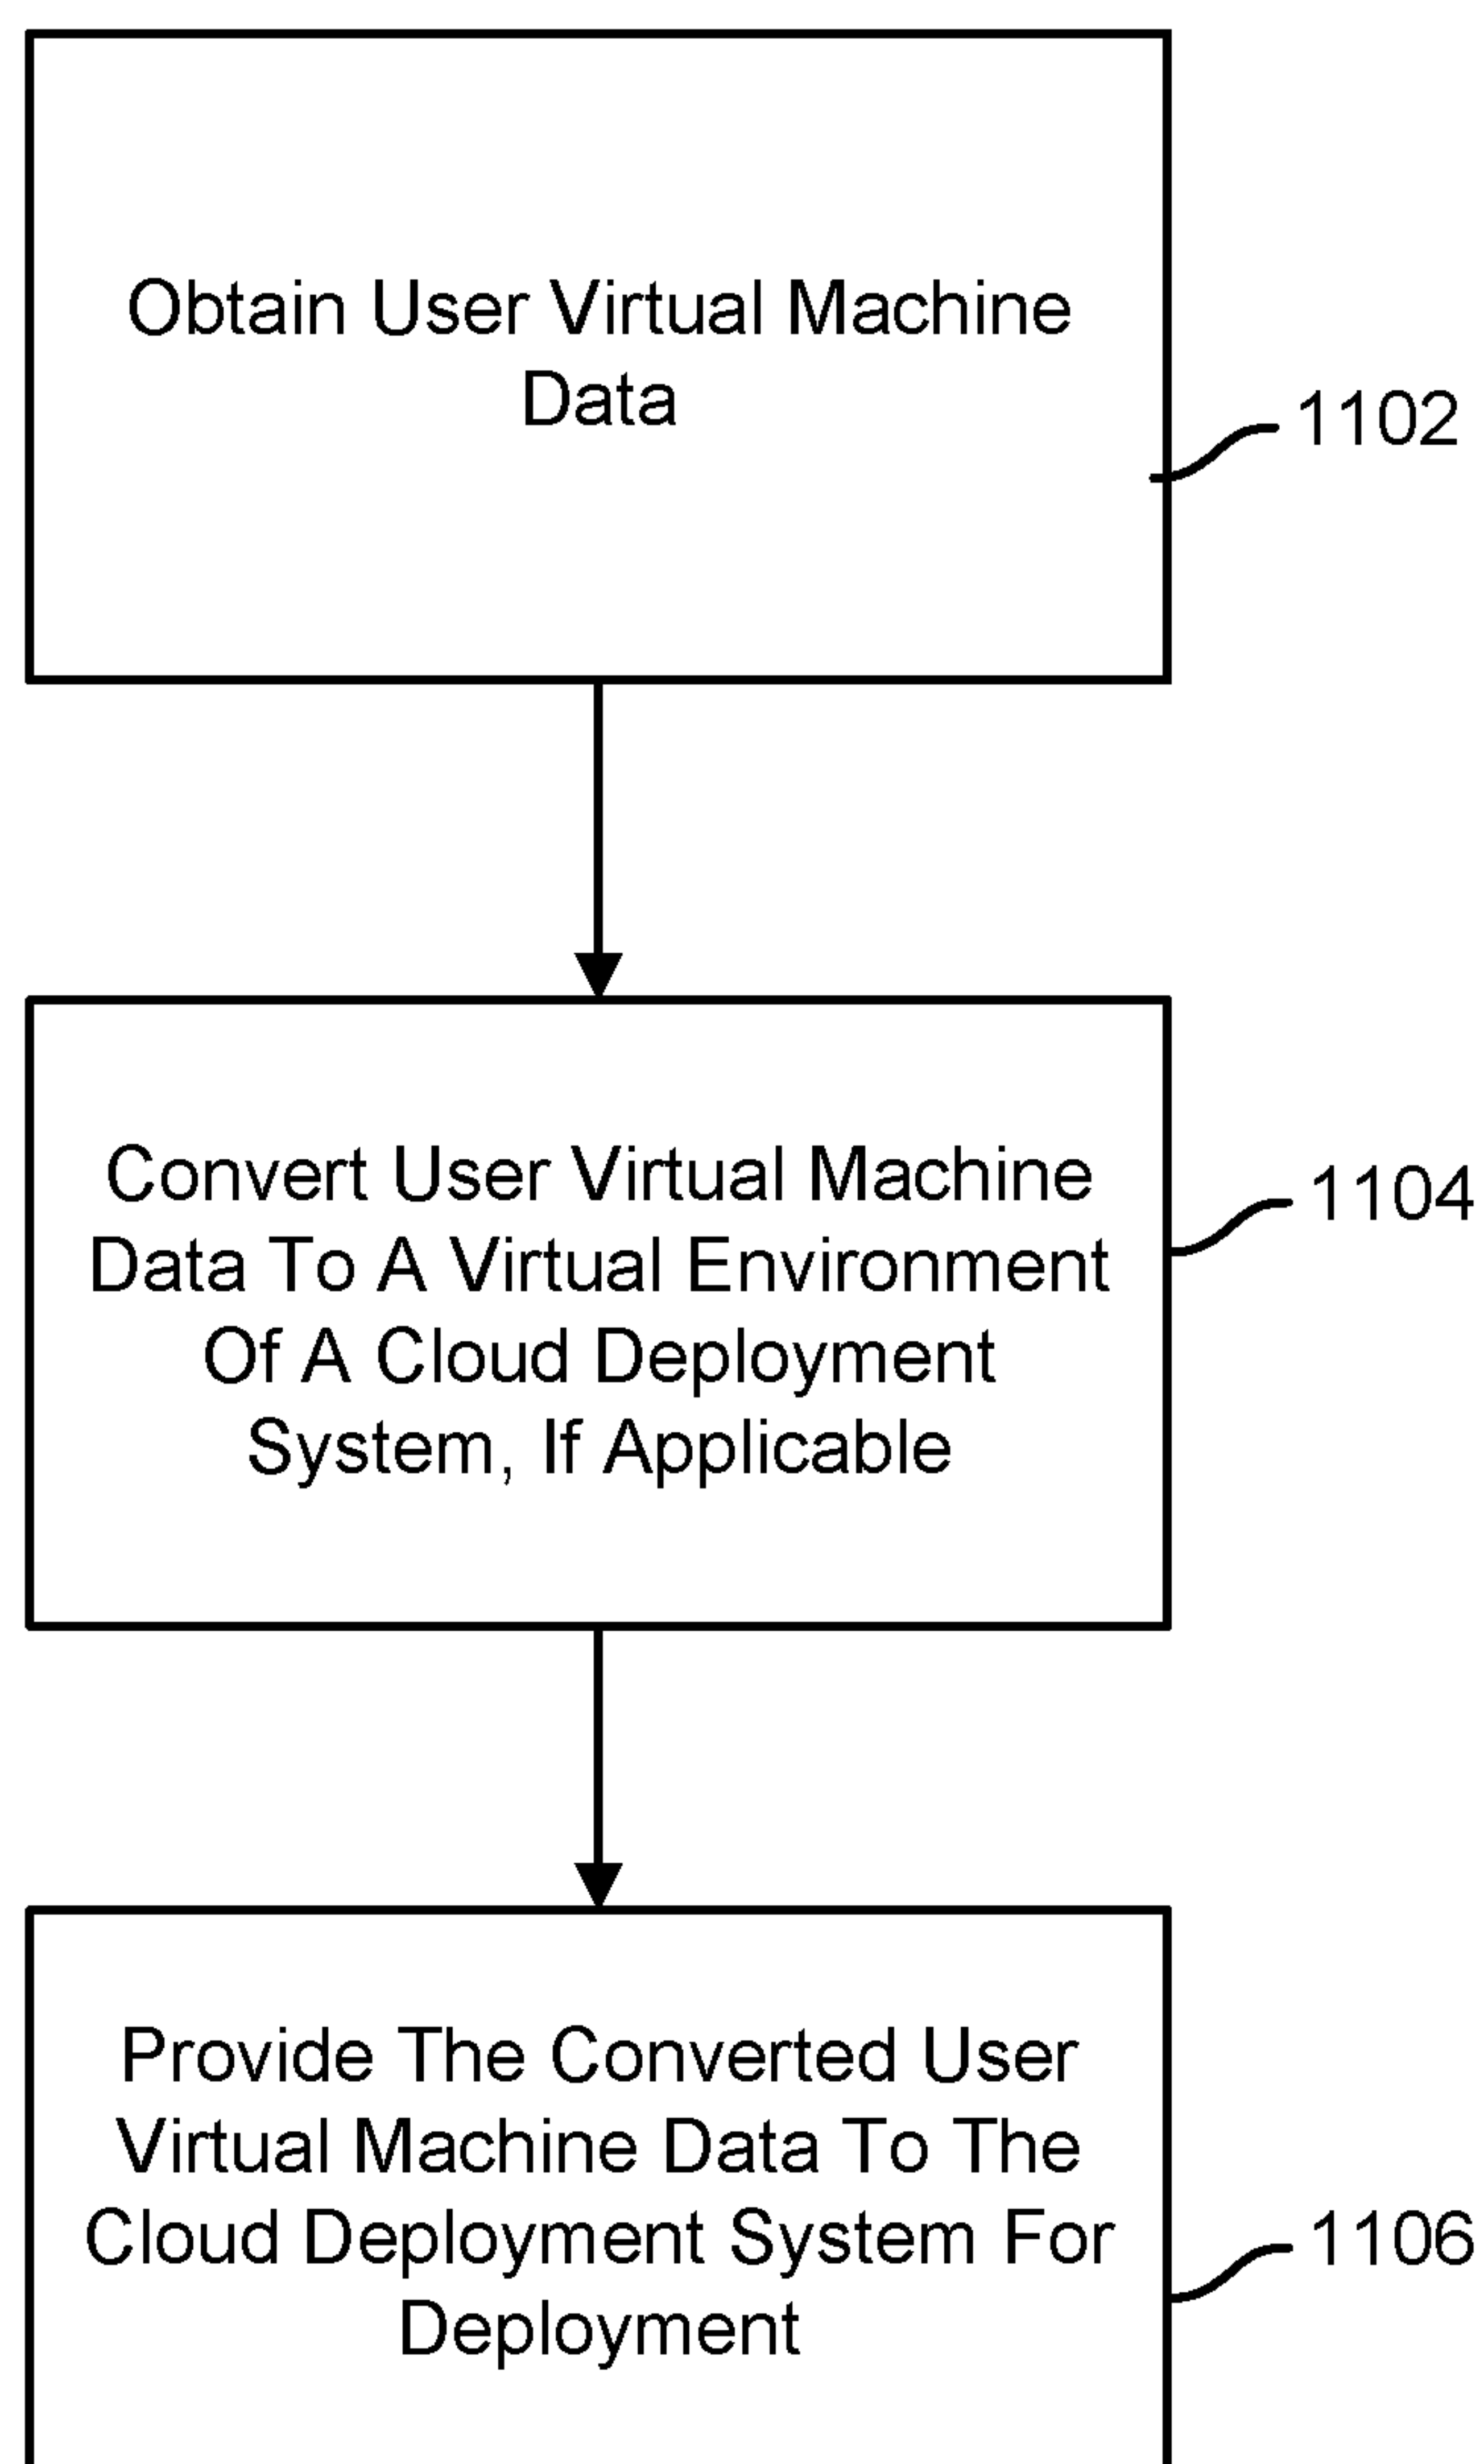 Obtain User Virtual Machine
Data
1102
Convert User Virtual Machine
Data To A Virtual Environment
Of A Cloud Deployment
System, If Applicable
1104
Provide The Converted User
Virtual Machine Data To The
Cloud Deployment System For
Deployment
1106